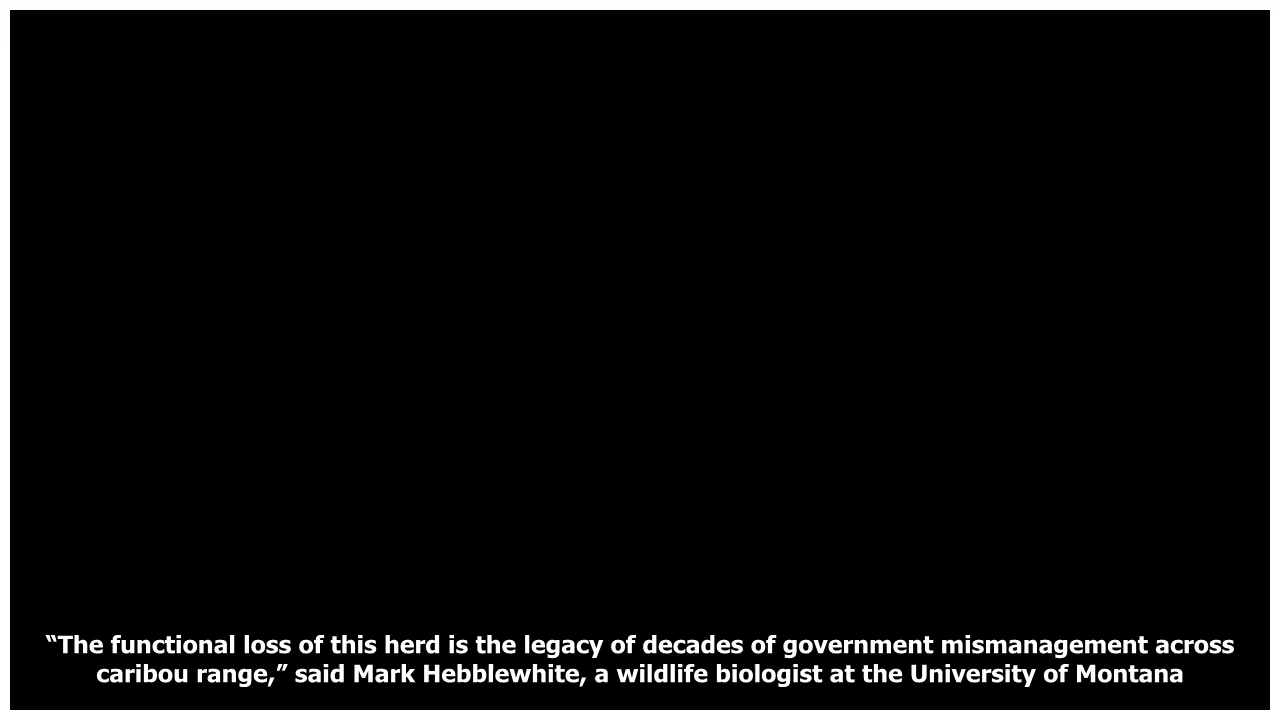 “The functional loss of this herd is the legacy of decades of government mismanagement across
caribou range,” said Mark Hebblewhite, a wildlife biologist at the University of Montana